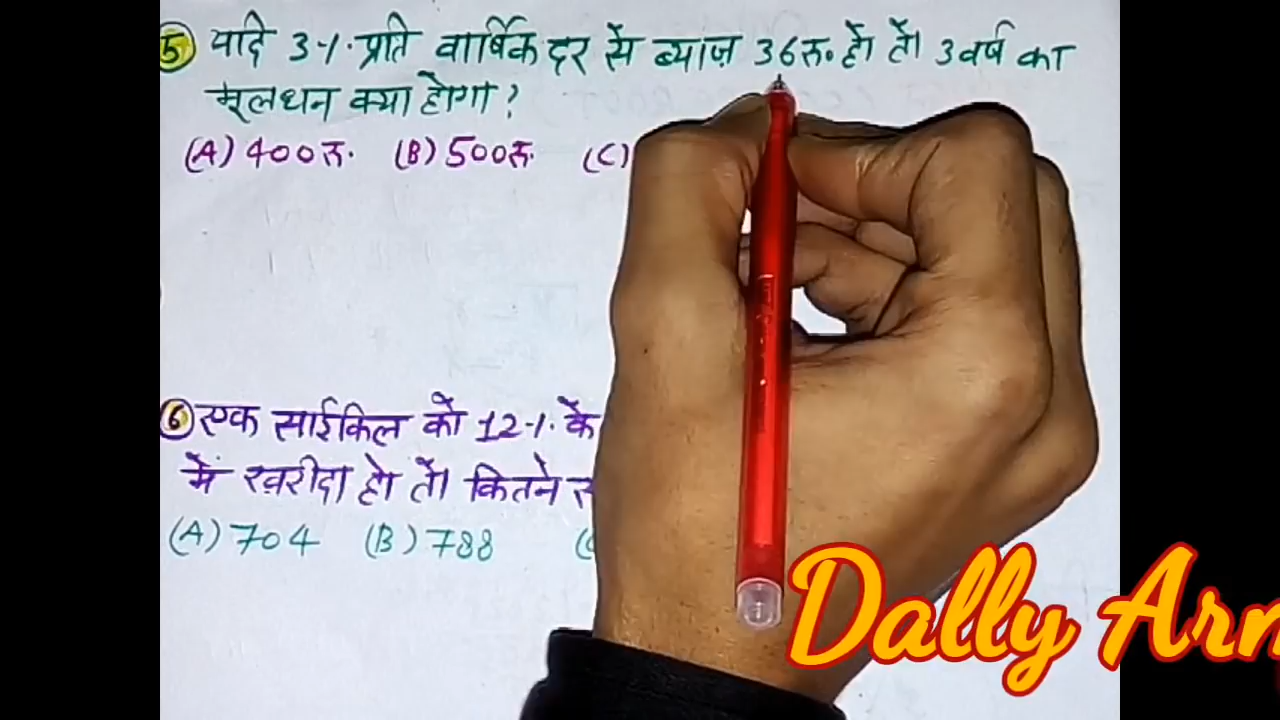 5 यदि 3% प्रति वार्षिक दर से ब्याज़ 36रू. हो तो 3वर्ष का
मूलधन क्या होगा?
(A) 400रू. (B) 500रू. (C)
6 एक साईकिल को 12% के
में खरीदा हो तो कितने
(A) 704 (B) 788
Dally Arm